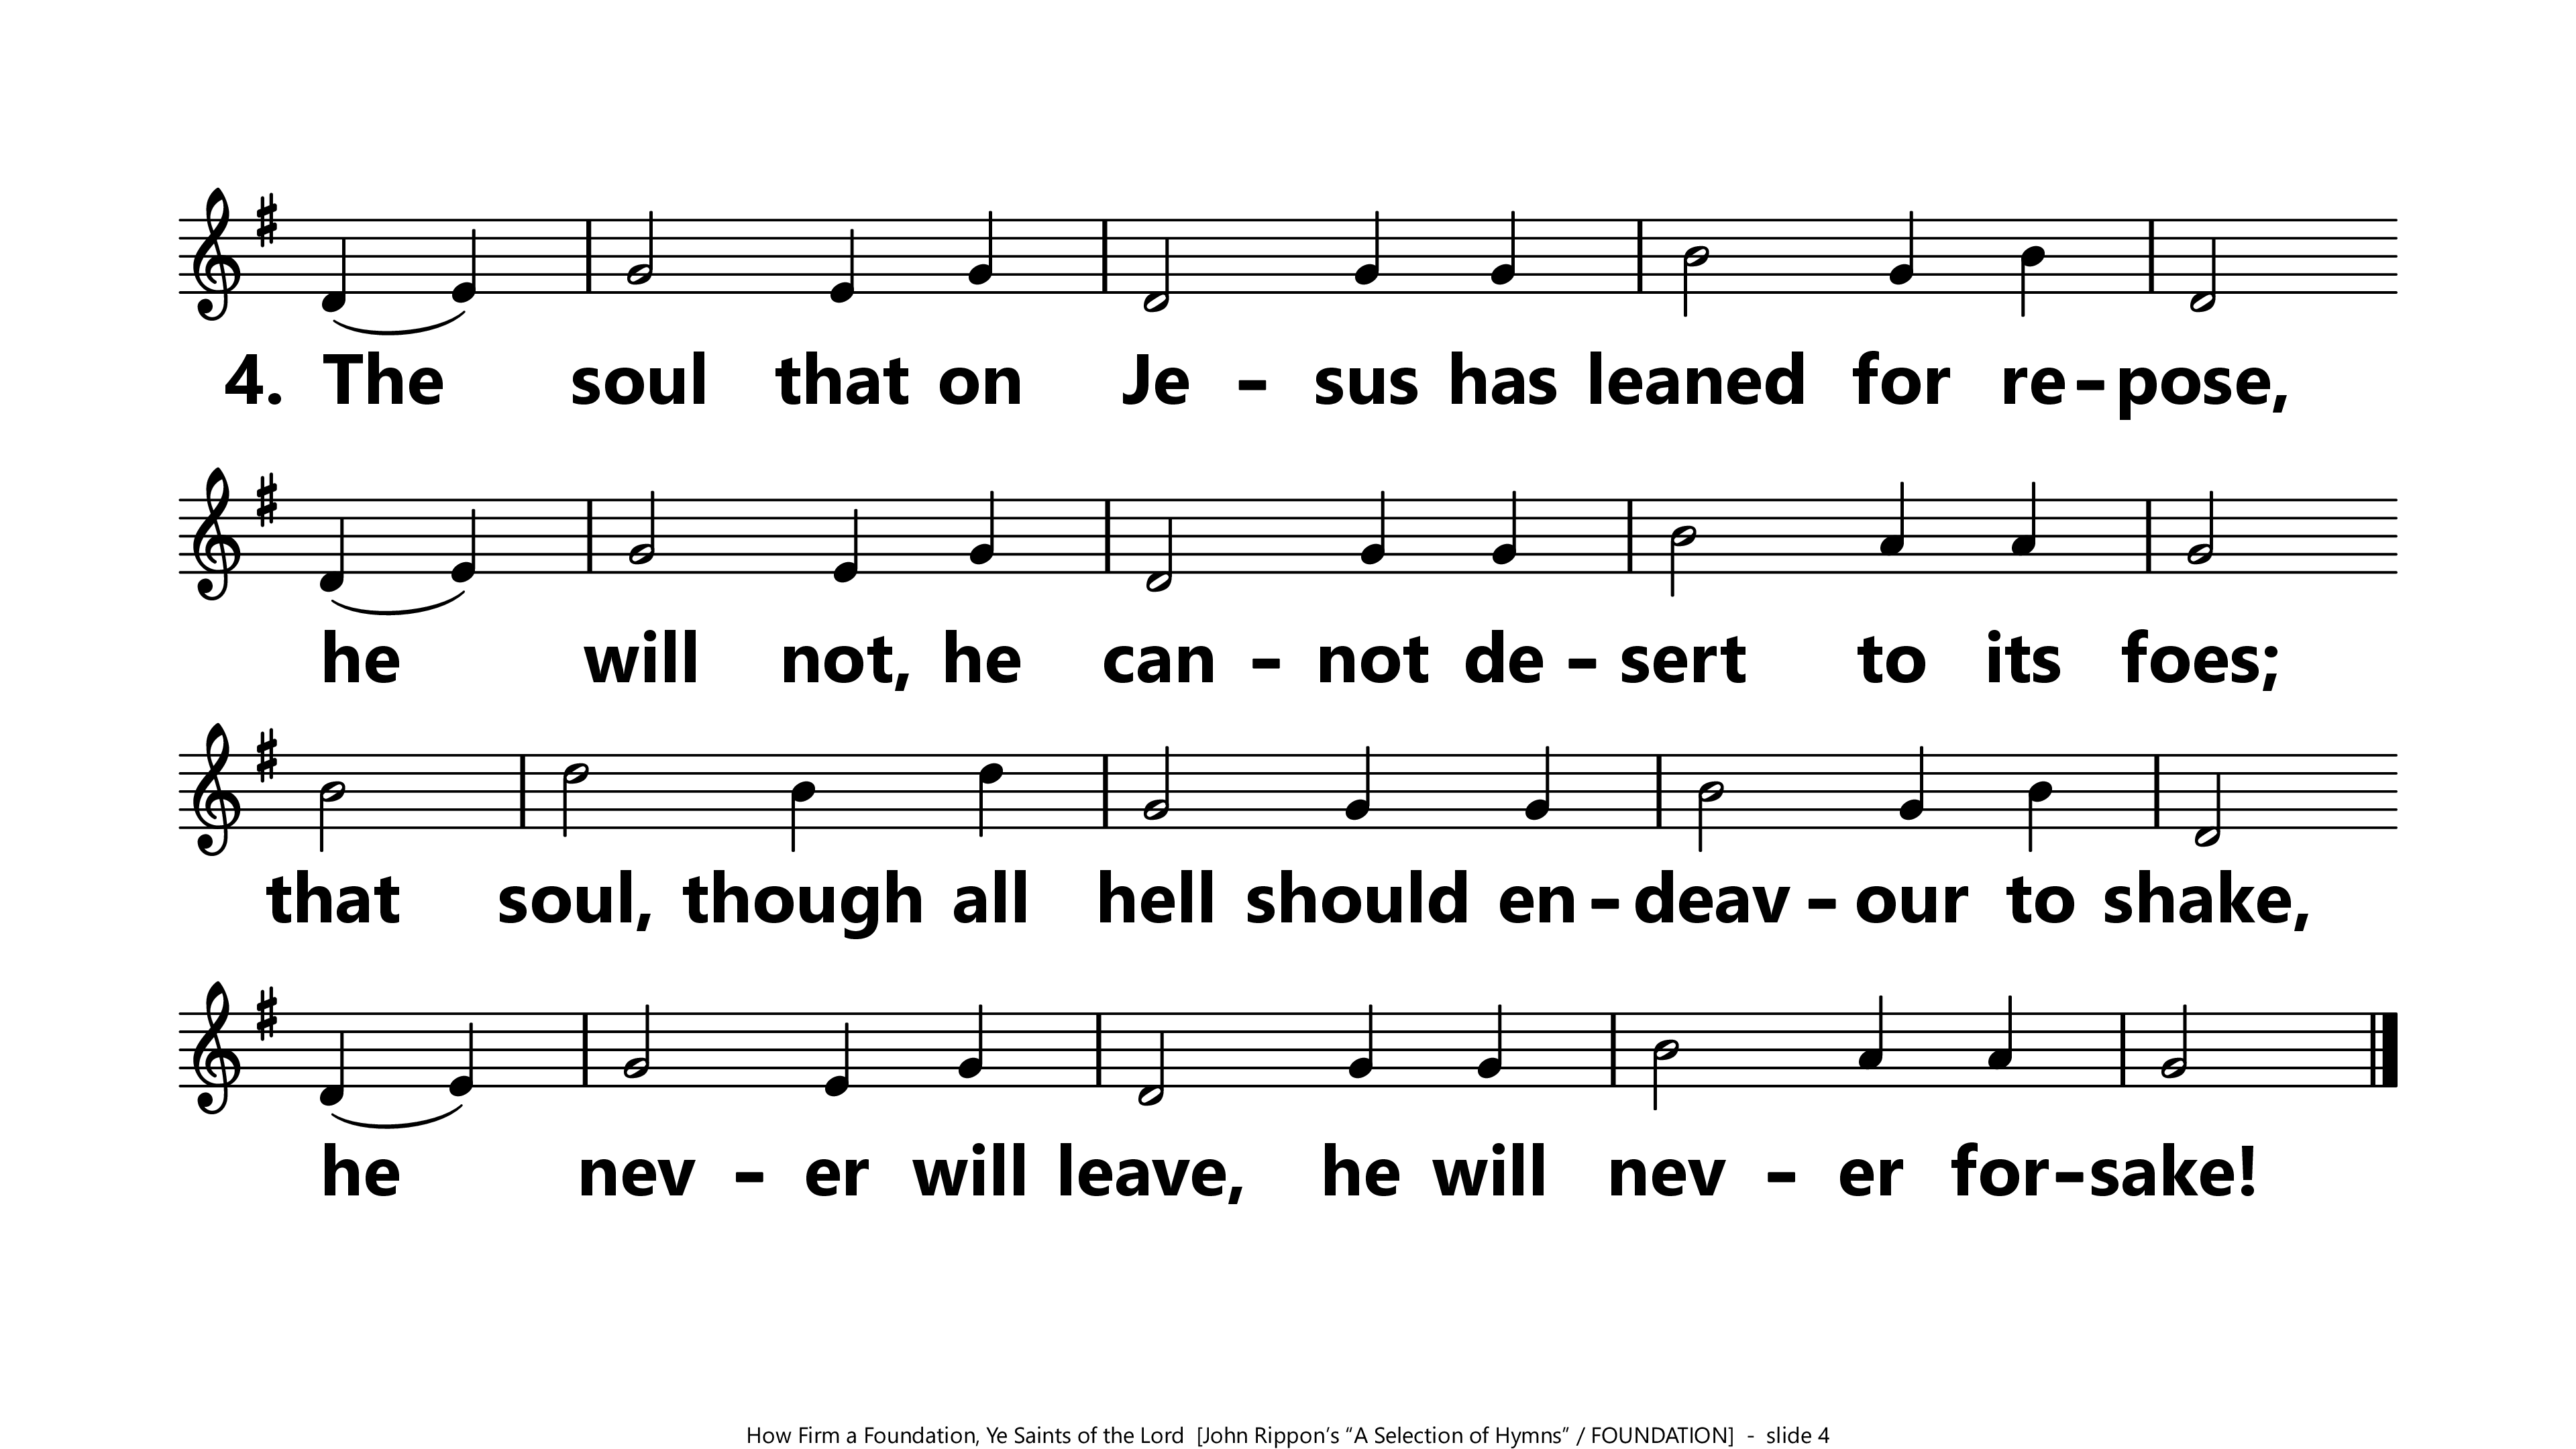 4. The soul that on Je - sus has leaned for re - pose,
he will not, he can - not de - sert to its foes;
that soul, though all hell should en - deav - our to shake,
he nev - er will leave, he will nev - er for - sake!
How Firm a Foundation, Ye Saints of the Lord [John Rippon’s “A Selection of Hymns” / FOUNDATION] - slide 4